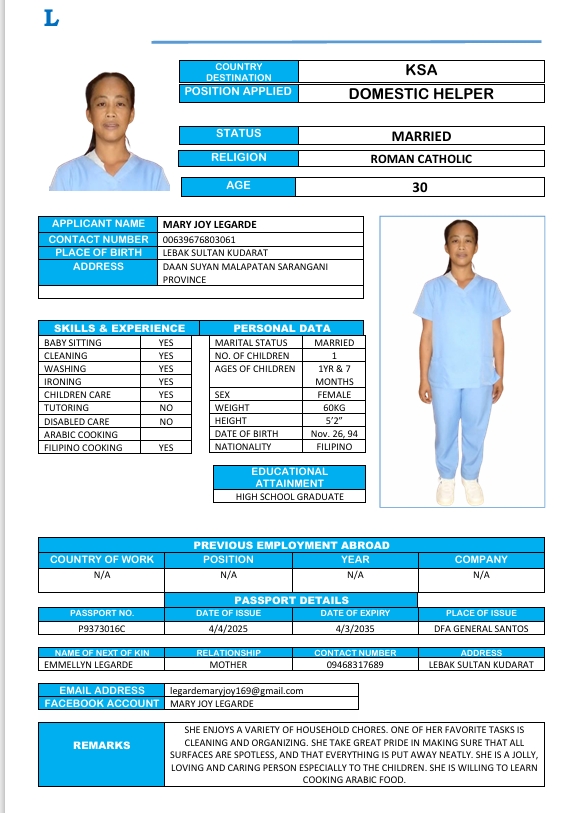 L
COUNTRY DESTINATION KSA
POSITION APPLIED DOMESTIC HELPER
STATUS MARRIED
RELIGION ROMAN CATHOLIC
AGE 30
APPLICANT NAME MARY JOY LEGARDE
CONTACT NUMBER 00639676803061
PLACE OF BIRTH LEBAK SULTAN KUDARAT
ADDRESS DAAN SUYAN MALAPATAN SARANGANI
PROVINCE
SKILLS & EXPERIENCE
BABY SITTING YES
CLEANING YES
WASHING YES
IRONING YES
CHILDREN CARE YES
TUTORING NO
DISABLED CARE NO
ARABIC COOKING
FILIPINO COOKING YES
PERSONAL DATA
MARITAL STATUS MARRIED
NO. OF CHILDREN 1
AGES OF CHILDREN 1YR & 7
MONTHS
SEX FEMALE
WEIGHT 60KG
HEIGHT 5'2"
DATE OF BIRTH Nov. 26, 94
NATIONALITY FILIPINO
EDUCATIONAL
ATTAINMENT
HIGH SCHOOL GRADUATE
PREVIOUS EMPLOYMENT ABROAD
COUNTRY OF WORK POSITION YEAR COMPANY
N/A N/A N/A N/A
PASSPORT DETAILS
PASSPORT NO. DATE OF ISSUE DATE OF EXPIRY PLACE OF ISSUE
P9373016C 4/4/2025 4/3/2035 DFA GENERAL SANTOS
NAME OF NEXT OF KIN RELATIONSHIP CONTACT NUMBER ADDRESS
EMMELLYN LEGARDE MOTHER 09468317689 LEBAK SULTAN KUDARAT
EMAIL ADDRESS legardemaryjoy169@gmail.com
FACEBOOK ACCOUNT MARY JOY LEGARDE
REMARKS
SHE ENJOYS A VARIETY OF HOUSEHOLD CHORES. ONE OF HER FAVORITE TASKS IS
CLEANING AND ORGANIZING. SHE TAKE GREAT PRIDE IN MAKING SURE THAT ALL
SURFACES ARE SPOTLESS, AND THAT EVERYTHING IS PUT AWAY NEATLY. SHE IS A JOLLY,
LOVING AND CARING PERSON ESPECIALLY TO THE CHILDREN. SHE IS WILLING TO LEARN
COOKING ARABIC FOOD.